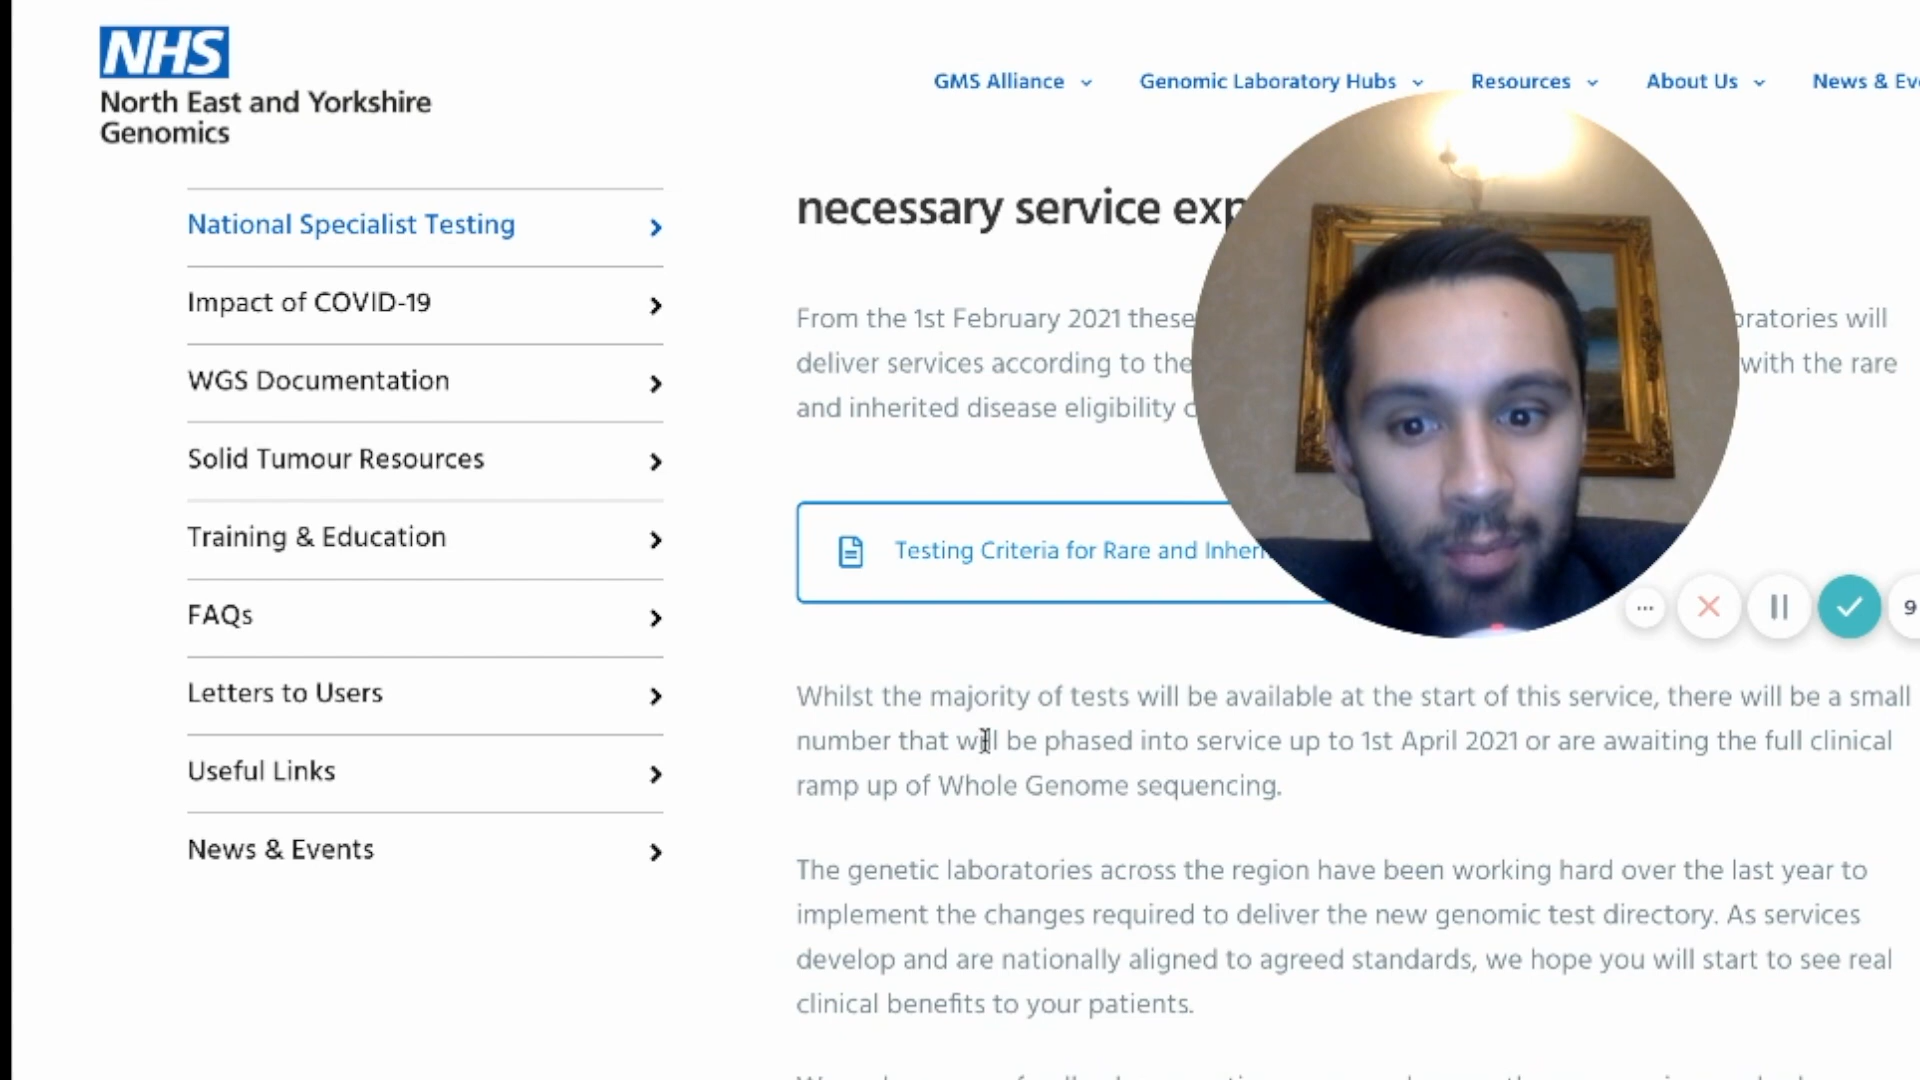 NHS
North East and Yorkshire
Genomics
GMS Alliance
Genomic Laboratory Hubs
Resources
About Us
News &
National Specialist Testing
Impact of COVID-19
WGS Documentation
Solid Tumour Resources
Training & Education
FAQs
Letters to Users
Useful Links
News & Events
necessary service
From the 1st February 2021 these will
deliver services according to the with the rare
and inherited disease eligibility
Testing Criteria for Rare and
Whilst the majority of tests will be available at the start of this service, there will be a small
number that will be phased into service up to 1st April 2021 or are awaiting the full clinical
ramp up of Whole Genome sequencing.
The genetic laboratories across the region have been working hard over the last year to
implement the changes required to deliver the new genomic test directory. As services
develop and are nationally aligned to agreed standards, we hope you will start to see real
clinical benefits to your patients.